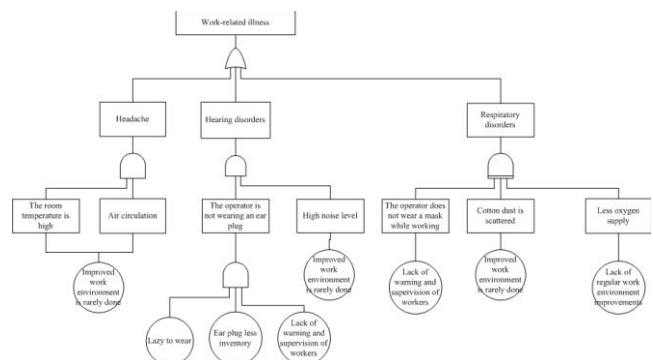 Work-related illness
Headache
Hearing disorders
Respiratory
disorders
The room
temperature is
high
Air circulation
The operator is
not wearing an ear
plug
High noise level
The operator does
not wear a mask
while working
Cotton dust is
scattered
Less oxygen
supply
Improved
work
environment
is rarely done
Improved
work
environment
is rarely done
Lack of
warning and
supervision of
workers
Improved
work
environment
is rarely done
Lack of
regular work
environment
improvements
Lazy to wear
Ear plug less
inventory
Lack of
warning and
supervision of
workers